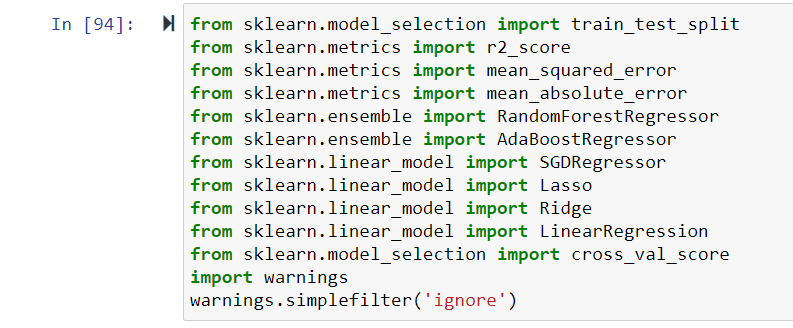 In [94]:
from sklearn.model_selection import train_test_split
from sklearn.metrics import r2_score
from sklearn.metrics import mean_squared_error
from sklearn.metrics import mean_absolute_error
from sklearn.ensemble import RandomForestRegressor
from sklearn.ensemble import AdaBoostRegressor
from sklearn.linear_model import SGDRegressor
from sklearn.linear_model import Lasso
from sklearn.linear_model import Ridge
from sklearn.linear_model import LinearRegression
from sklearn.model_selection import cross_val_score
import warnings
warnings.simplefilter('ignore')